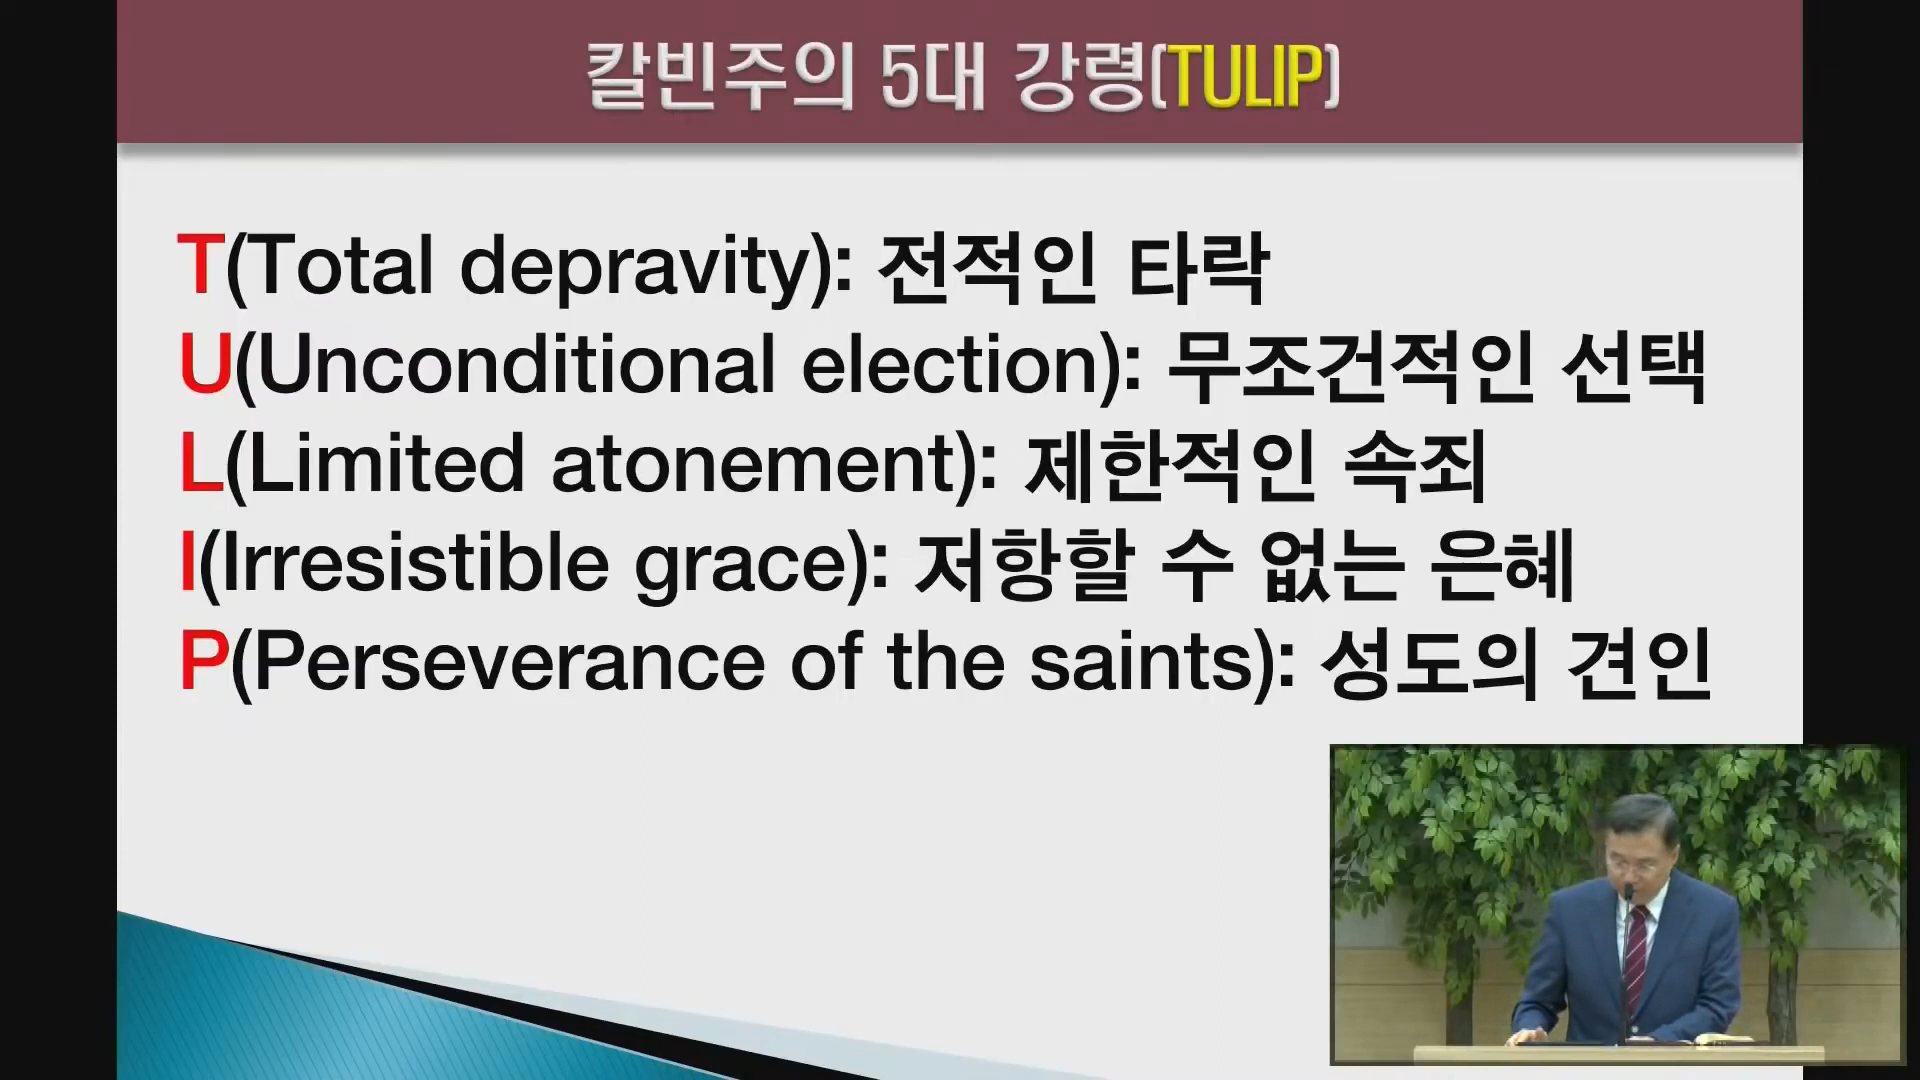 칼빈주의 5대 강령(TULIP)
T(Total depravity): 전적인 타락
U(Unconditional election): 무조건적인 선택
L(Limited atonement): 제한적인 속죄
I(Irresistible grace): 저항할 수 없는 은혜
P(Perseverance of the saints): 성도의 견인